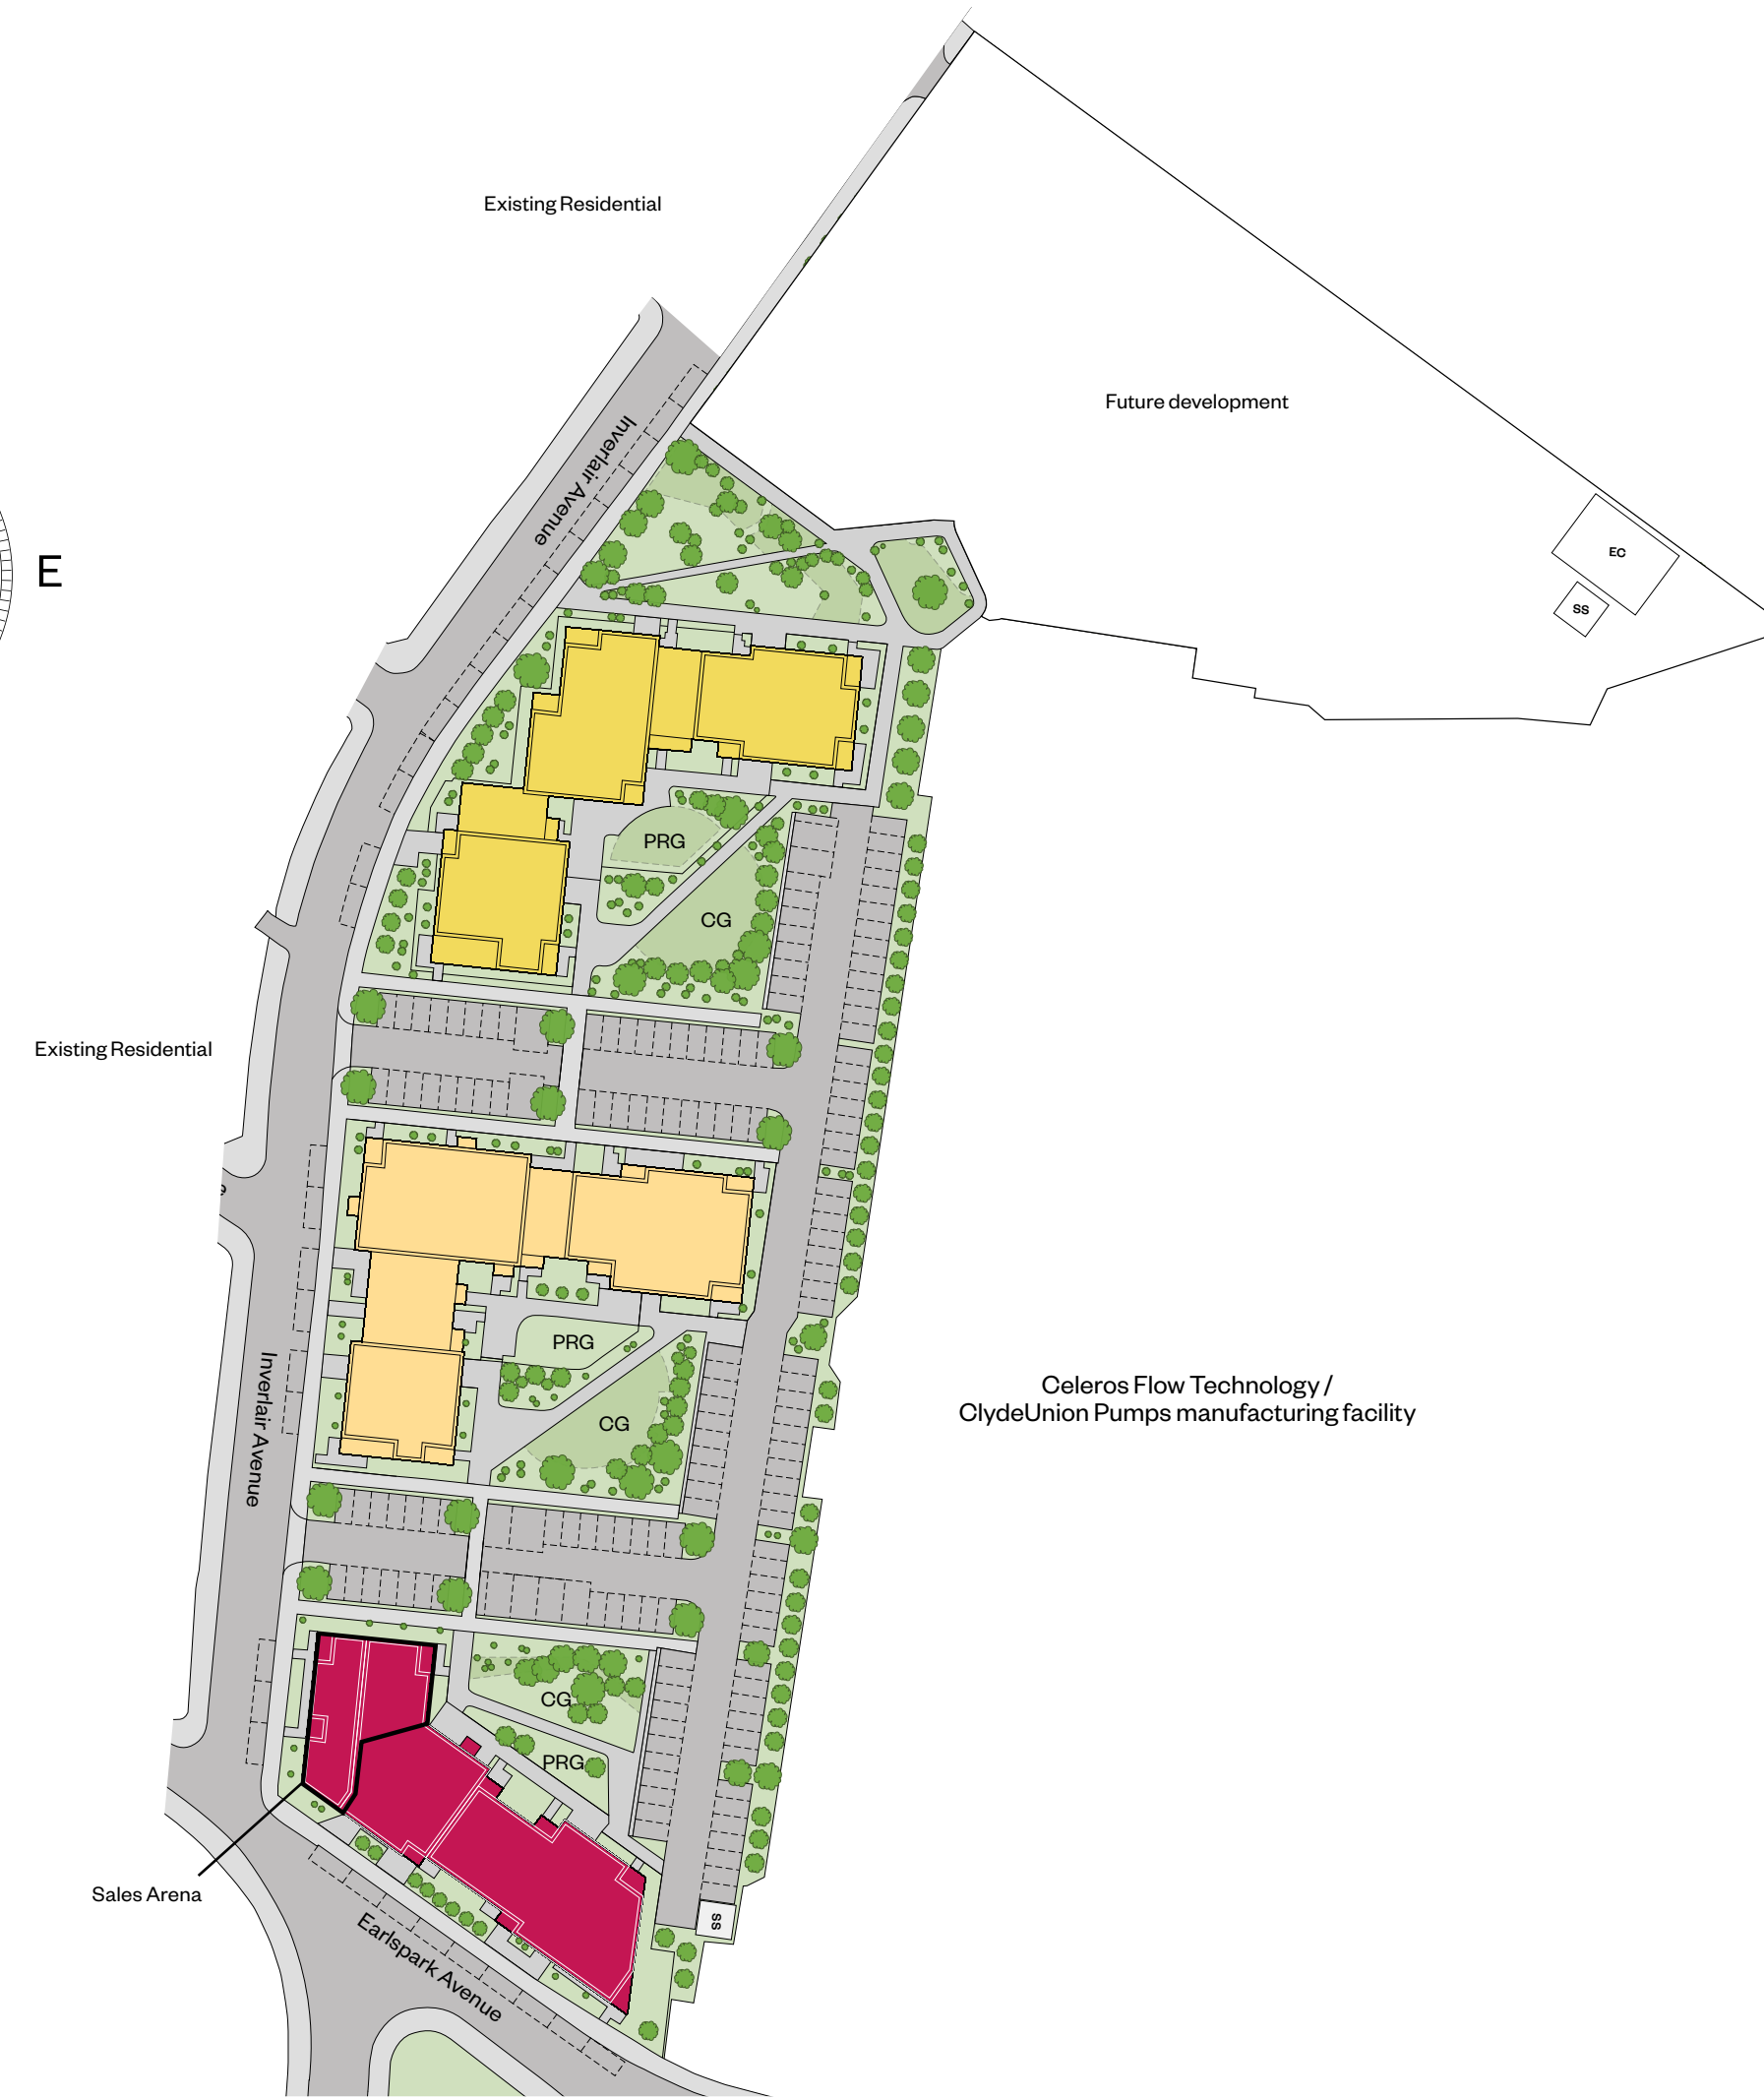 Existing Residential
Future development
Inverlair Avenue
EC
SS
E
PRG
CG
Existing Residential
PRG
CG
Inverlair Avenue
Celeros Flow Technology /
ClydeUnion Pumps manufacturing facility
CG
PRG
Sales Arena
SS
Earlspark Avenue